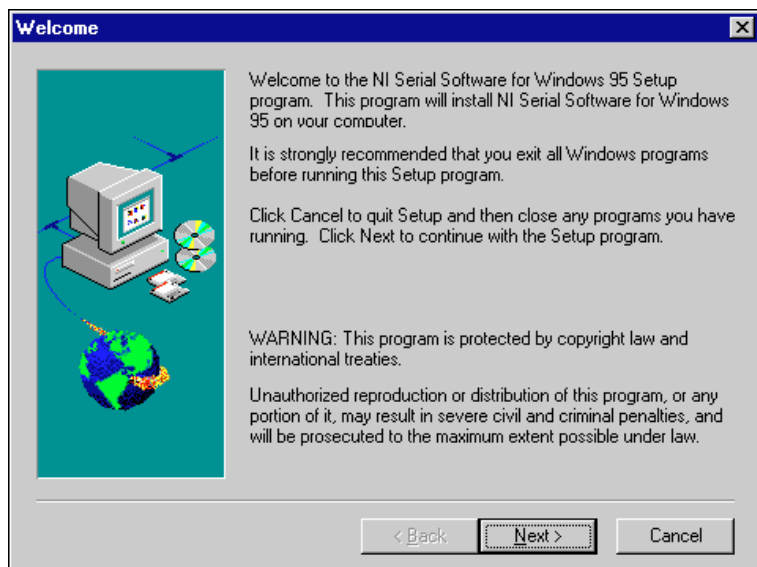 Welcome
Welcome to the NI Serial Software for Windows 95 Setup
program. This program will install NI Serial Software for Windows
95 on your computer.
It is strongly recommended that you exit all Windows programs
before running this Setup program.
Click Cancel to quit Setup and then close any programs you have
running. Click Next to continue with the Setup program.
WARNING: This program is protected by copyright law and
international treaties.
Unauthorized reproduction or distribution of this program, or any
portion of it, may result in severe civil and criminal penalties, and
will be prosecuted to the maximum extent possible under law.
< Back Next > Cancel